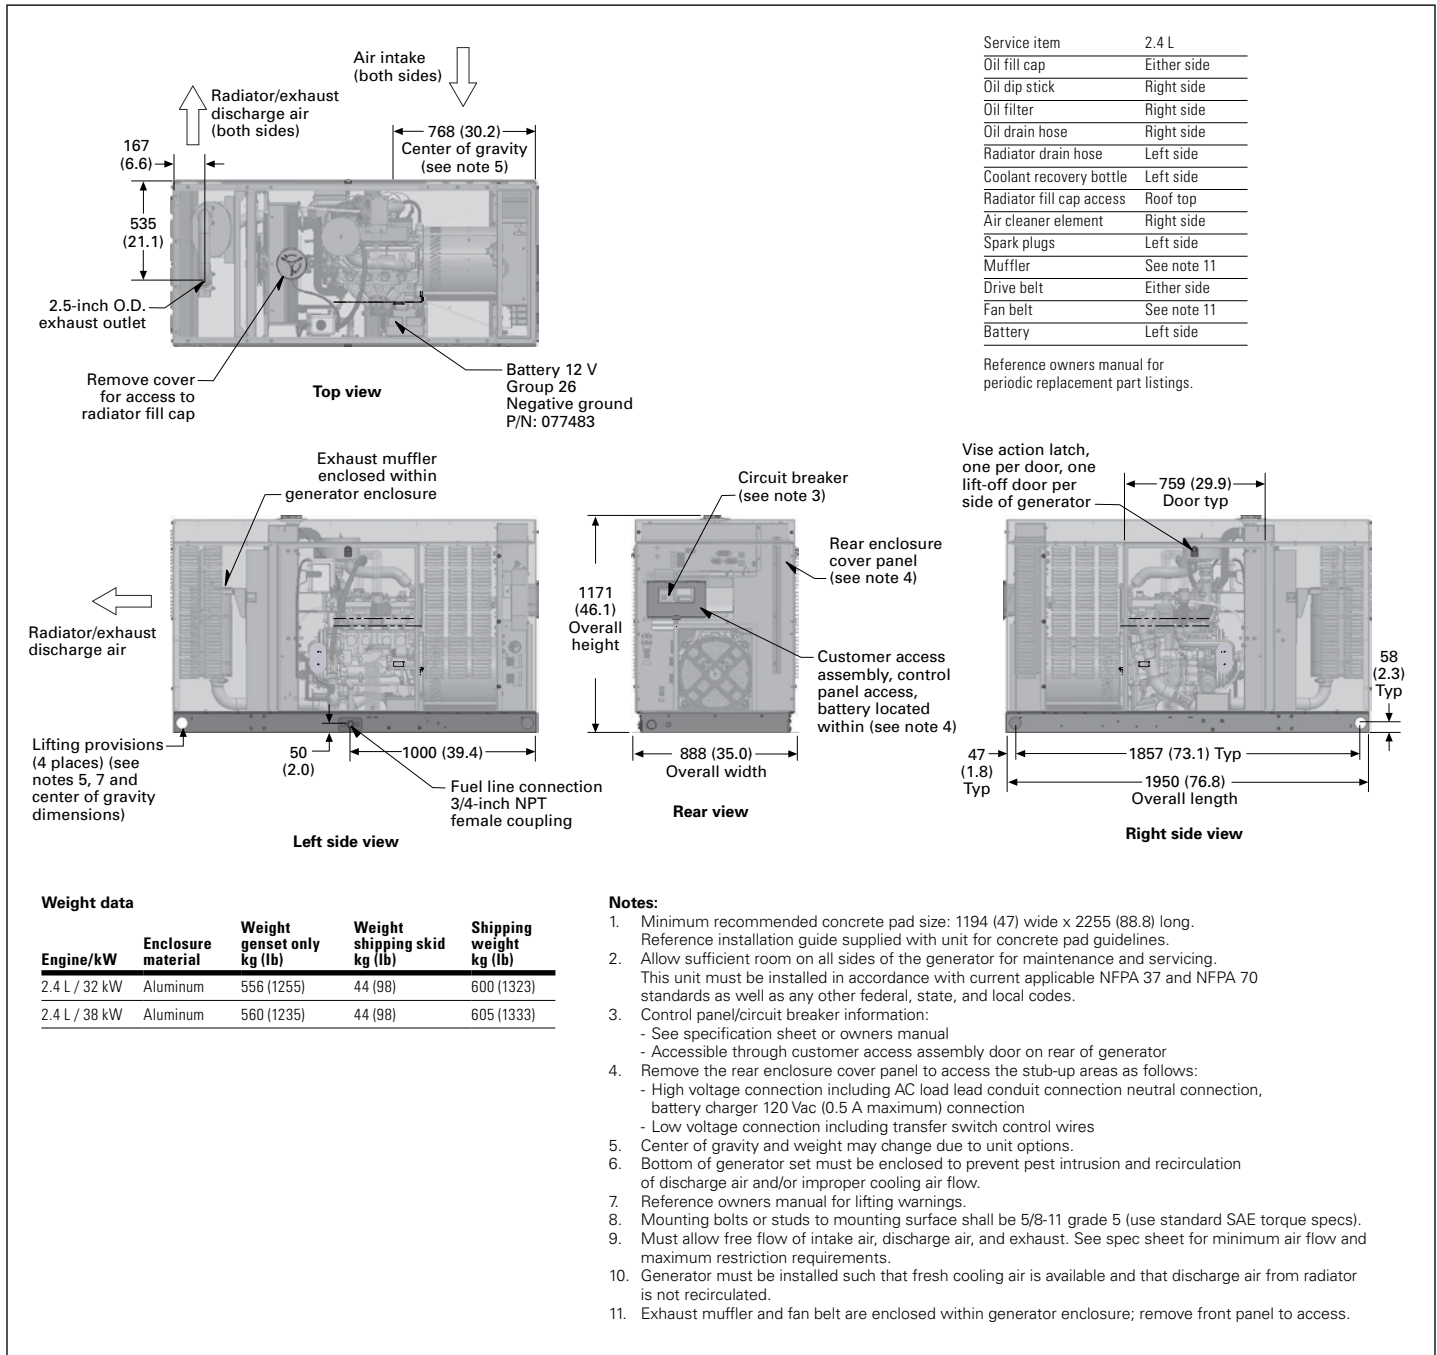 Air intake
(both sides)
Radiator/exhaust
discharge air
(both sides)
167
(6.6)
768 (30.2)
Center of gravity
(see note 5)
535
(21.1)
2.5-inch O.D.
exhaust outlet
Remove cover
for access to
radiator fill cap
Top view
Battery 12 V
Group 26
Negative ground
P/N: 077483
Service item 2.4 L
Oil fill cap Either side
Oil dip stick Right side
Oil filter Right side
Oil drain hose Right side
Radiator drain hose Left side
Coolant recovery bottle Left side
Radiator fill cap access Roof top
Air cleaner element Right side
Spark plugs Left side
Muffler See note 11
Drive belt Either side
Fan belt See note 11
Battery Left side
Reference owners manual for
periodic replacement part listings.
Exhaust muffler
enclosed within
generator enclosure
Radiator/exhaust
discharge air
Lifting provisions
(4 places) (see
notes 5, 7 and
center of gravity
dimensions)
50
(2.0)
1000 (39.4)
Fuel line connection
3/4-inch NPT
female coupling
Left side view
Circuit breaker
(see note 3)
Rear enclosure
cover panel
(see note 4)
1171
(46.1)
Overall
height
Customer access
assembly, control
panel access,
battery located
within (see note 4)
888 (35.0)
Overall width
Rear view
Vise action latch,
one per door, one
lift-off door per
side of generator
759 (29.9)
Door typ
58
(2.3)
Typ
47
(1.8)
Typ
1857 (73.1) Typ
1950 (76.8)
Overall length
Right side view
Weight data
Engine/kW Enclosure material Weight genset only kg (lb) Weight shipping skid kg (lb) Shipping weight kg (lb)
2.4 L / 32 kW Aluminum 556 (1255) 44 (98) 600 (1323)
2.4 L / 38 kW Aluminum 560 (1235) 44 (98) 605 (1333)
Notes:
1. Minimum recommended concrete pad size: 1194 (47) wide x 2255 (88.8) long.
Reference installation guide supplied with unit for concrete pad guidelines.
2. Allow sufficient room on all sides of the generator for maintenance and servicing.
This unit must be installed in accordance with current applicable NFPA 37 and NFPA 70
standards as well as any other federal, state, and local codes.
3. Control panel/circuit breaker information:
- See specification sheet or owners manual
- Accessible through customer access assembly door on rear of generator
4. Remove the rear enclosure cover panel to access the stub-up areas as follows:
- High voltage connection including AC load lead conduit connection neutral connection,
battery charger 120 Vac (0.5 A maximum) connection
- Low voltage connection including transfer switch control wires
5. Center of gravity and weight may change due to unit options.
6. Bottom of generator set must be enclosed to prevent pest intrusion and recirculation
of discharge air and/or improper cooling air flow.
7. Reference owners manual for lifting warnings.
8. Mounting bolts or studs to mounting surface shall be 5/8-11 grade 5 (use standard SAE torque specs).
9. Must allow free flow of intake air, discharge air, and exhaust. See spec sheet for minimum air flow and
maximum restriction requirements.
10. Generator must be installed such that fresh cooling air is available and that discharge air from radiator
is not recirculated.
11. Exhaust muffler and fan belt are enclosed within generator enclosure; remove front panel to access.